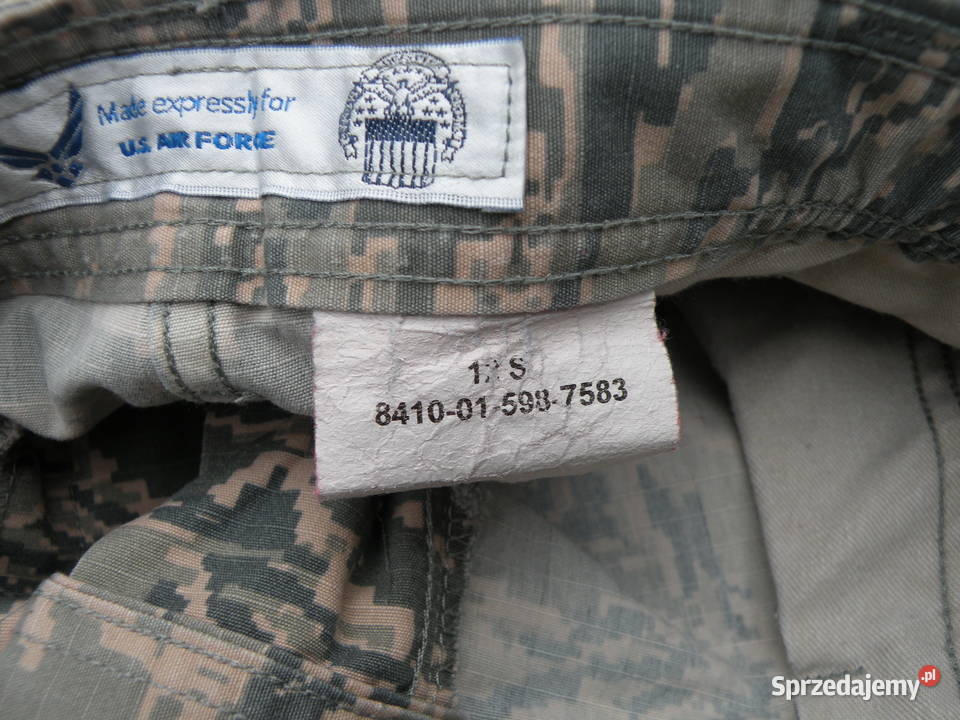 Made expressly for
U.S. AIR FORCE
S
8410-01-598-7583
Sprzedajemy.pl